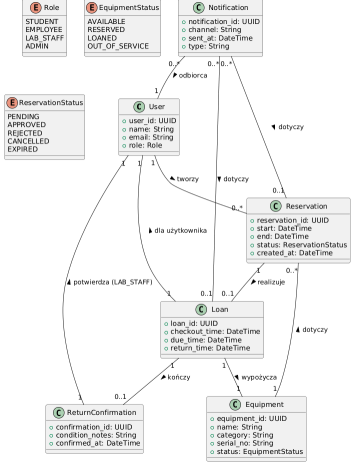 E Role
STUDENT
EMPLOYEE
LAB_STAFF
ADMIN
E EquipmentStatus
AVAILABLE
RESERVED
LOANED
OUT_OF_SERVICE
C Notification
notification_id: UUID
channel: String
sent_at: DateTime
type: String
0..* 0..* 0..*
odbiorca
E ReservationStatus
PENDING
APPROVED
REJECTED
CANCELLED
EXPIRED
1
C User
user_id: UUID
name: String
email: String
role: Role
dotyczy
1 1 1
tworzy
dotyczy
0..1
0..*
C Reservation
reservation_id: UUID
start: DateTime
end: DateTime
status: ReservationStatus
created_at: DateTime
dla użytkownika
1 0..*
potwierdza (LAB_STAFF)
realizuje
1 0..1 0..1
C Loan
loan_id: UUID
checkout_time: DateTime
due_time: DateTime
return_time: DateTime
dotyczy
1 1
kończy
wypożycza
1 0..1 1 1
C ReturnConfirmation
confirmation_id: UUID
condition_notes: String
confirmed_at: DateTime
C Equipment
equipment_id: UUID
name: String
category: String
serial_no: String
status: EquipmentStatus